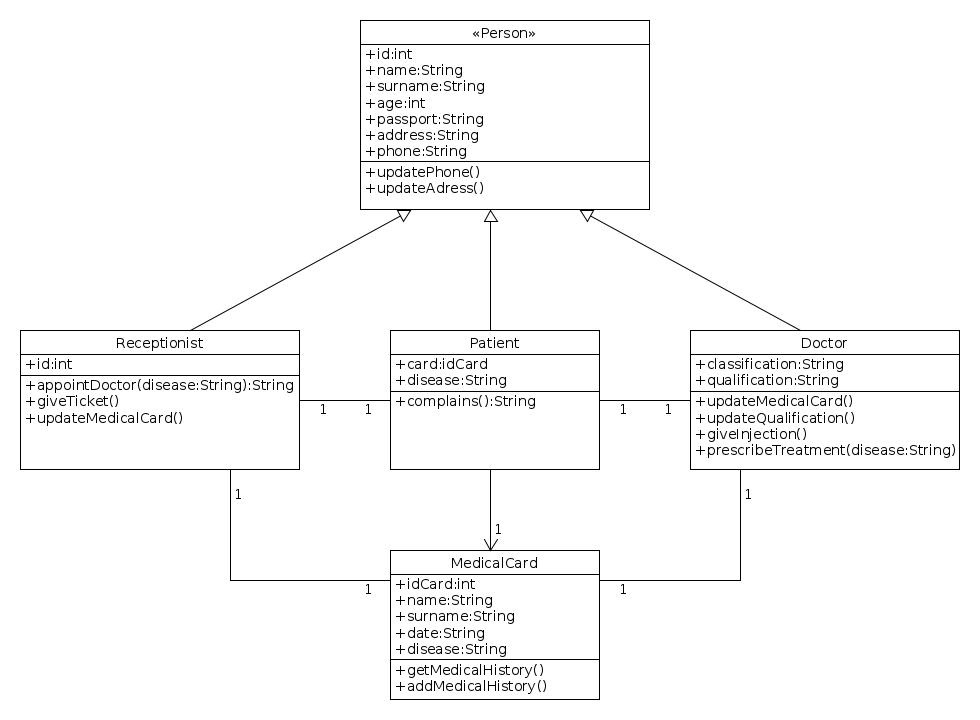 «Person»
+id:int
+name:String
+surname:String
+age:int
+passport:String
+address:String
+phone:String
+updatePhone()
+updateAdress()
Receptionist
+id:int
+appointDoctor(disease:String):String
+giveTicket()
+updateMedicalCard()
Patient
+card:idCard
+disease:String
+complains():String
Doctor
+classification:String
+qualification:String
+updateMedicalCard()
+updateQualification()
+giveInjection()
+prescribeTreatment(disease:String)
1 1
1 1
1
1
1
1
1
MedicalCard
+idCard:int
+name:String
+surname:String
+date:String
+disease:String
+getMedicalHistory()
+addMedicalHistory()